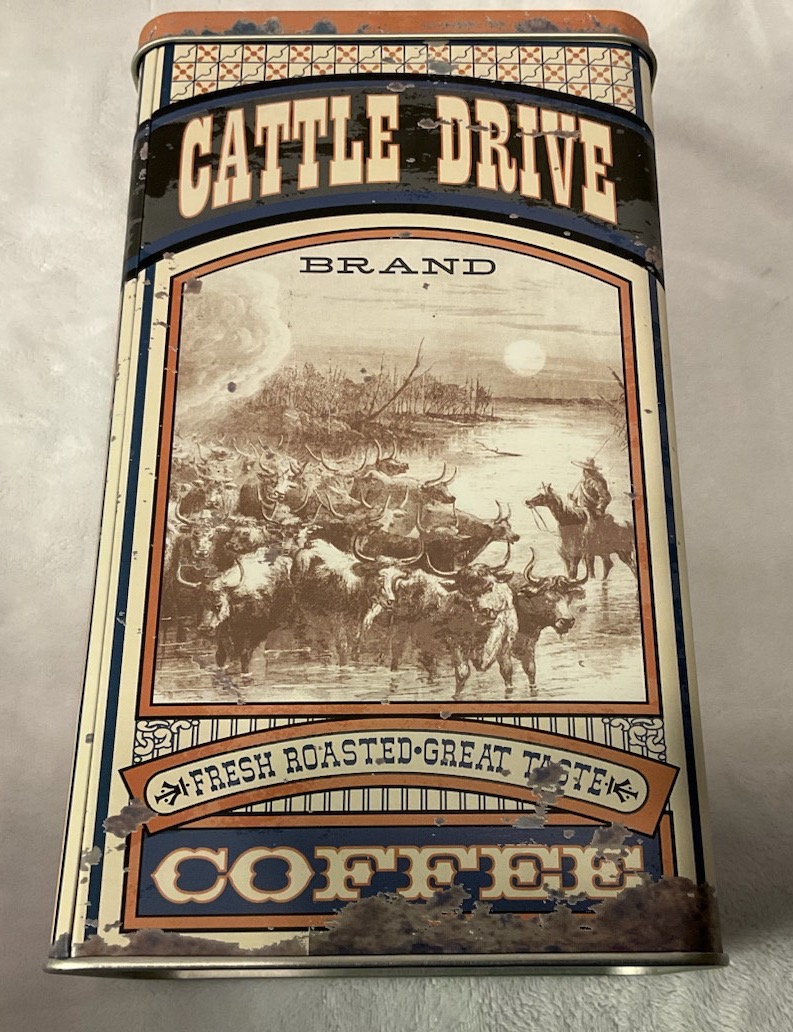 CATTLE DRIVE
BRAND
FRESH ROASTED•GREAT TASTE
COFFEE